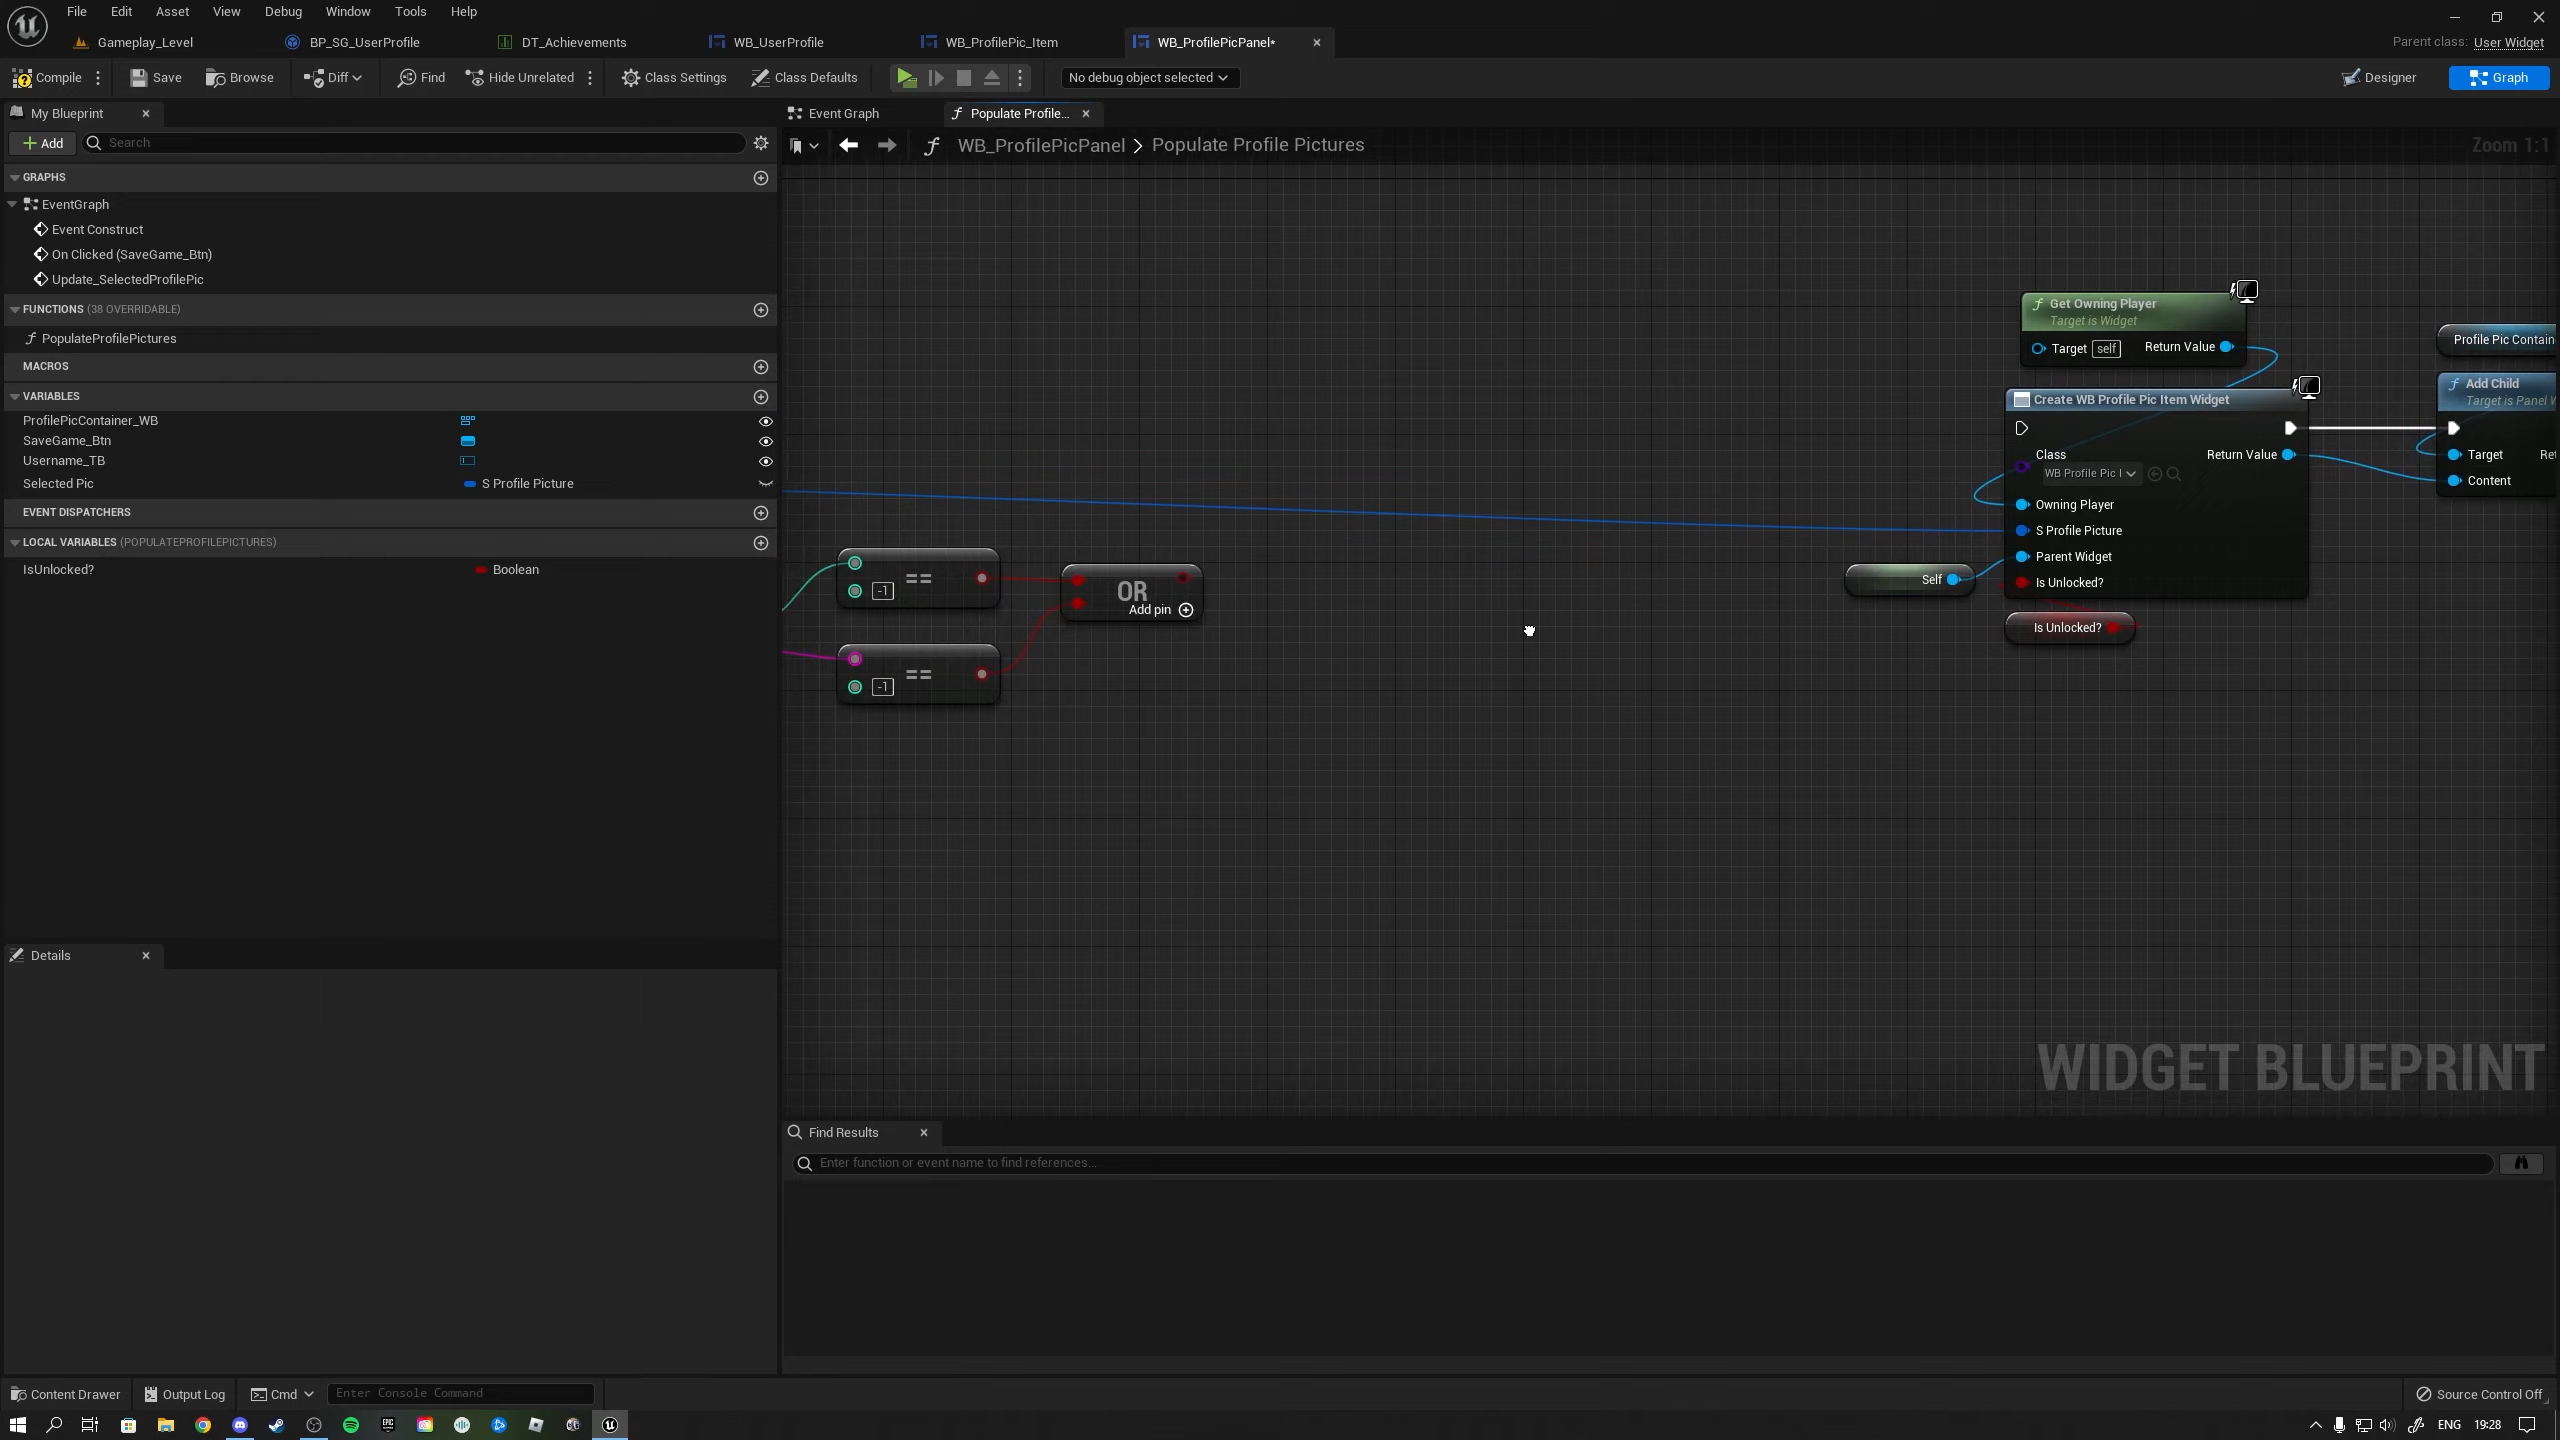 File Edit Asset View Debug Window Tools Help
Gameplay_Level BP_SG_UserProfile DT_Achievements WB_UserProfile WB_ProfilePic_Item WB_ProfilePicPanel*
Parent class: User Widget
Compile Save Browse Diff Find Hide Unrelated Class Settings Class Defaults No debug object selected Designer Graph
My Blueprint
Event Graph Populate Profile...
Add Search
WB_ProfilePicPanel > Populate Profile Pictures Zoom 1:1
GRAPHS
EventGraph
Event Construct
On Clicked (SaveGame_Btn)
Update_SelectedProfilePic
FUNCTIONS (38 OVERRIDABLE)
PopulateProfilePictures
MACROS
VARIABLES
ProfilePicContainer_WB
SaveGame_Btn
Username_TB
Selected Pic S Profile Picture
EVENT DISPATCHERS
LOCAL VARIABLES (POPULATEPROFILEPICTURES)
IsUnlocked? Boolean
Get Owning Player
Target is Widget
Target self Return Value
Profile Pic Contain
Create WB Profile Pic Item Widget
Class
WB Profile Pic I
Return Value
Owning Player
S Profile Picture
Parent Widget
Is Unlocked?
Add Child
Target is Panel W
Target Ret
Content
== -1
OR
Add pin
== -1
Self
Is Unlocked?
WIDGET BLUEPRINT
Details
Find Results
Enter function or event name to find references...
Content Drawer Output Log Cmd Enter Console Command Source Control Off
EPIC
ENG 19:28